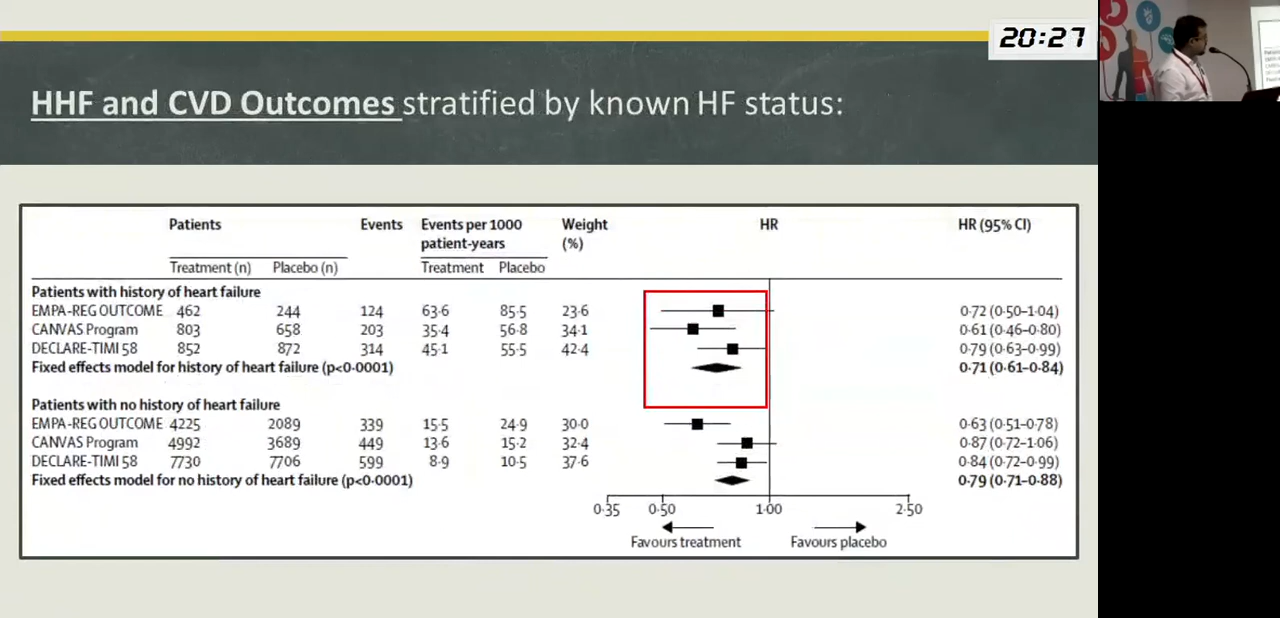 20:27
HHF and CVD Outcomes stratified by known HF status:
Patients Events Events per 1000 patient-years Weight (%) HR HR (95% CI)
Treatment (n) Placebo (n) Treatment Placebo
Patients with history of heart failure
EMPA-REG OUTCOME 462 244 124 63·6 85·5 23·6 0·72 (0·50–1·04)
CANVAS Program 803 658 203 35·4 56·8 34·1 0·61 (0·46–0·80)
DECLARE-TIMI 58 852 872 314 45·1 55·5 42·4 0·79 (0·63–0·99)
Fixed effects model for history of heart failure (p<0·0001) 0·71 (0·61–0·84)
Patients with no history of heart failure
EMPA-REG OUTCOME 4225 2089 339 15·5 24·9 30·0 0·63 (0·51–0·78)
CANVAS Program 4992 3689 449 13·6 15·2 32·4 0·87 (0·72–1·06)
DECLARE-TIMI 58 7730 7706 599 8·9 10·5 37·6 0·84 (0·72–0·99)
Fixed effects model for no history of heart failure (p<0·0001) 0·79 (0·71–0·88)
0·35 0·50 1·00 2·50
Favours treatment Favours placebo